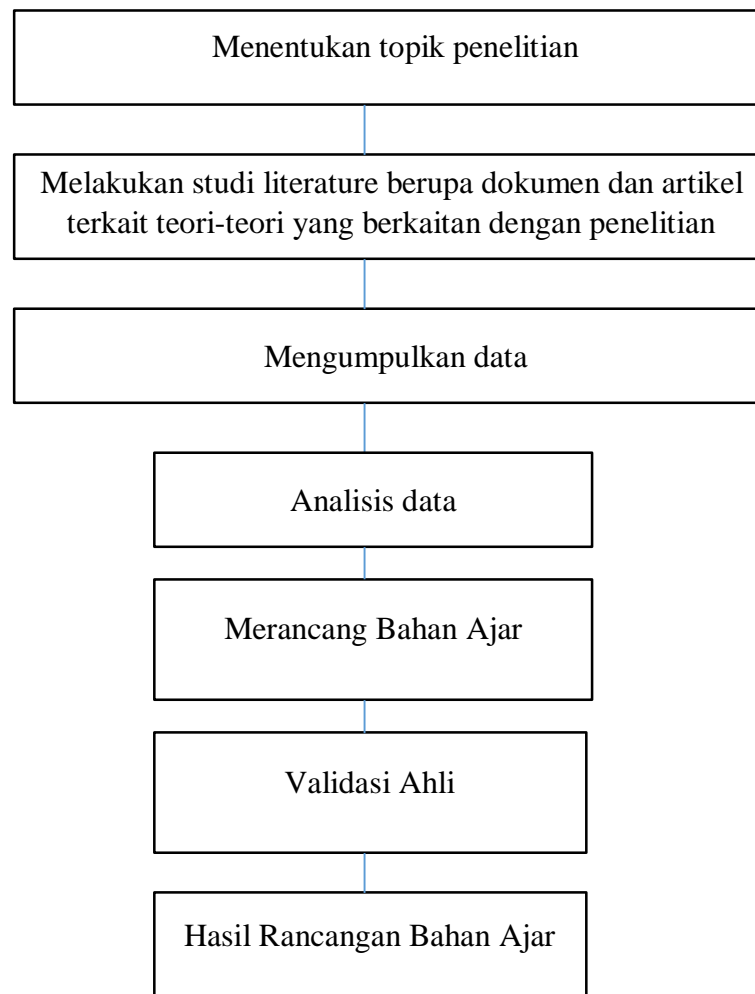 Menentukan topik penelitian
Melakukan studi literature berupa dokumen dan artikel
terkait teori-teori yang berkaitan dengan penelitian
Mengumpulkan data
Analisis data
Merancang Bahan Ajar
Validasi Ahli
Hasil Rancangan Bahan Ajar